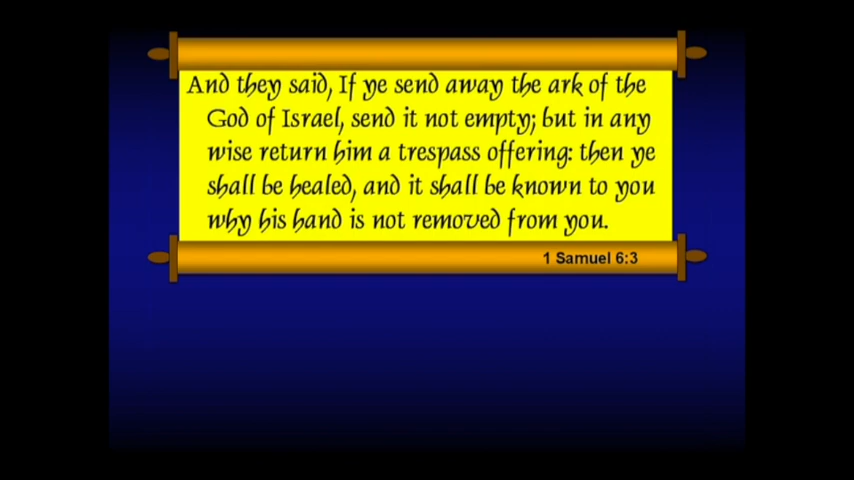 And they said, If ye send away the ark of the
God of Israel, send it not empty; but in any
wise return him a trespass offering: then ye
shall be healed, and it shall be known to you
why his hand is not removed from you.
1 Samuel 6:3